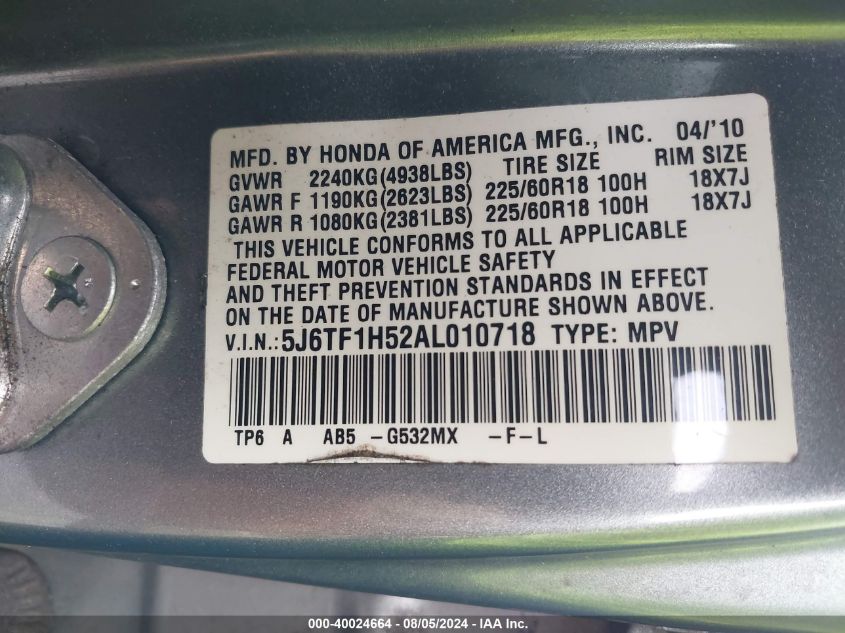 MFD. BY HONDA OF AMERICA MFG., INC. 04/'10
GVWR 2240KG(4938LBS) TIRE SIZE RIM SIZE
GAWR F 1190KG(2623LBS) 225/60R18 100H 18X7J
GAWR R 1080KG(2381LBS) 225/60R18 100H 18X7J
THIS VEHICLE CONFORMS TO ALL APPLICABLE
FEDERAL MOTOR VEHICLE SAFETY
AND THEFT PREVENTION STANDARDS IN EFFECT
ON THE DATE OF MANUFACTURE SHOWN ABOVE.
V.I.N.:5J6TF1H52AL010718 TYPE: MPV
TP6 A AB5 -G532MX -F-L
000-40024664 - 08/05/2024 - IAA Inc.